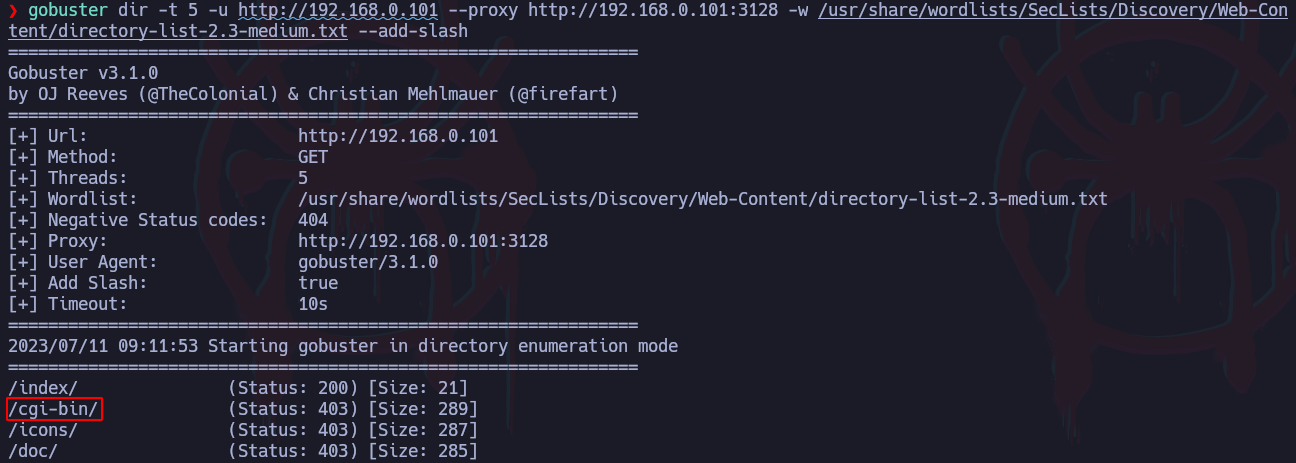 ❯ gobuster dir -t 5 -u http://192.168.0.101 --proxy http://192.168.0.101:3128 -w /usr/share/wordlists/SecLists/Discovery/Web-Con
tent/directory-list-2.3-medium.txt --add-slash
===============================================================
Gobuster v3.1.0
by OJ Reeves (@TheColonial) & Christian Mehlmauer (@firefart)
===============================================================
[+] Url:                     http://192.168.0.101
[+] Method:                  GET
[+] Threads:                 5
[+] Wordlist:                /usr/share/wordlists/SecLists/Discovery/Web-Content/directory-list-2.3-medium.txt
[+] Negative Status codes:   404
[+] Proxy:                   http://192.168.0.101:3128
[+] User Agent:              gobuster/3.1.0
[+] Add Slash:               true
[+] Timeout:                 10s
===============================================================
2023/07/11 09:11:53 Starting gobuster in directory enumeration mode
===============================================================
/index/               (Status: 200) [Size: 21]
/cgi-bin/             (Status: 403) [Size: 289]
/icons/               (Status: 403) [Size: 287]
/doc/                 (Status: 403) [Size: 285]